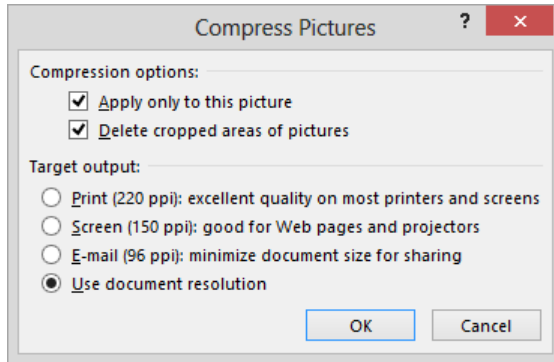 Compress Pictures ? ×
Compression options:
Apply only to this picture
Delete cropped areas of pictures
Target output:
Print (220 ppi): excellent quality on most printers and screens
Screen (150 ppi): good for Web pages and projectors
E-mail (96 ppi): minimize document size for sharing
Use document resolution
OK Cancel